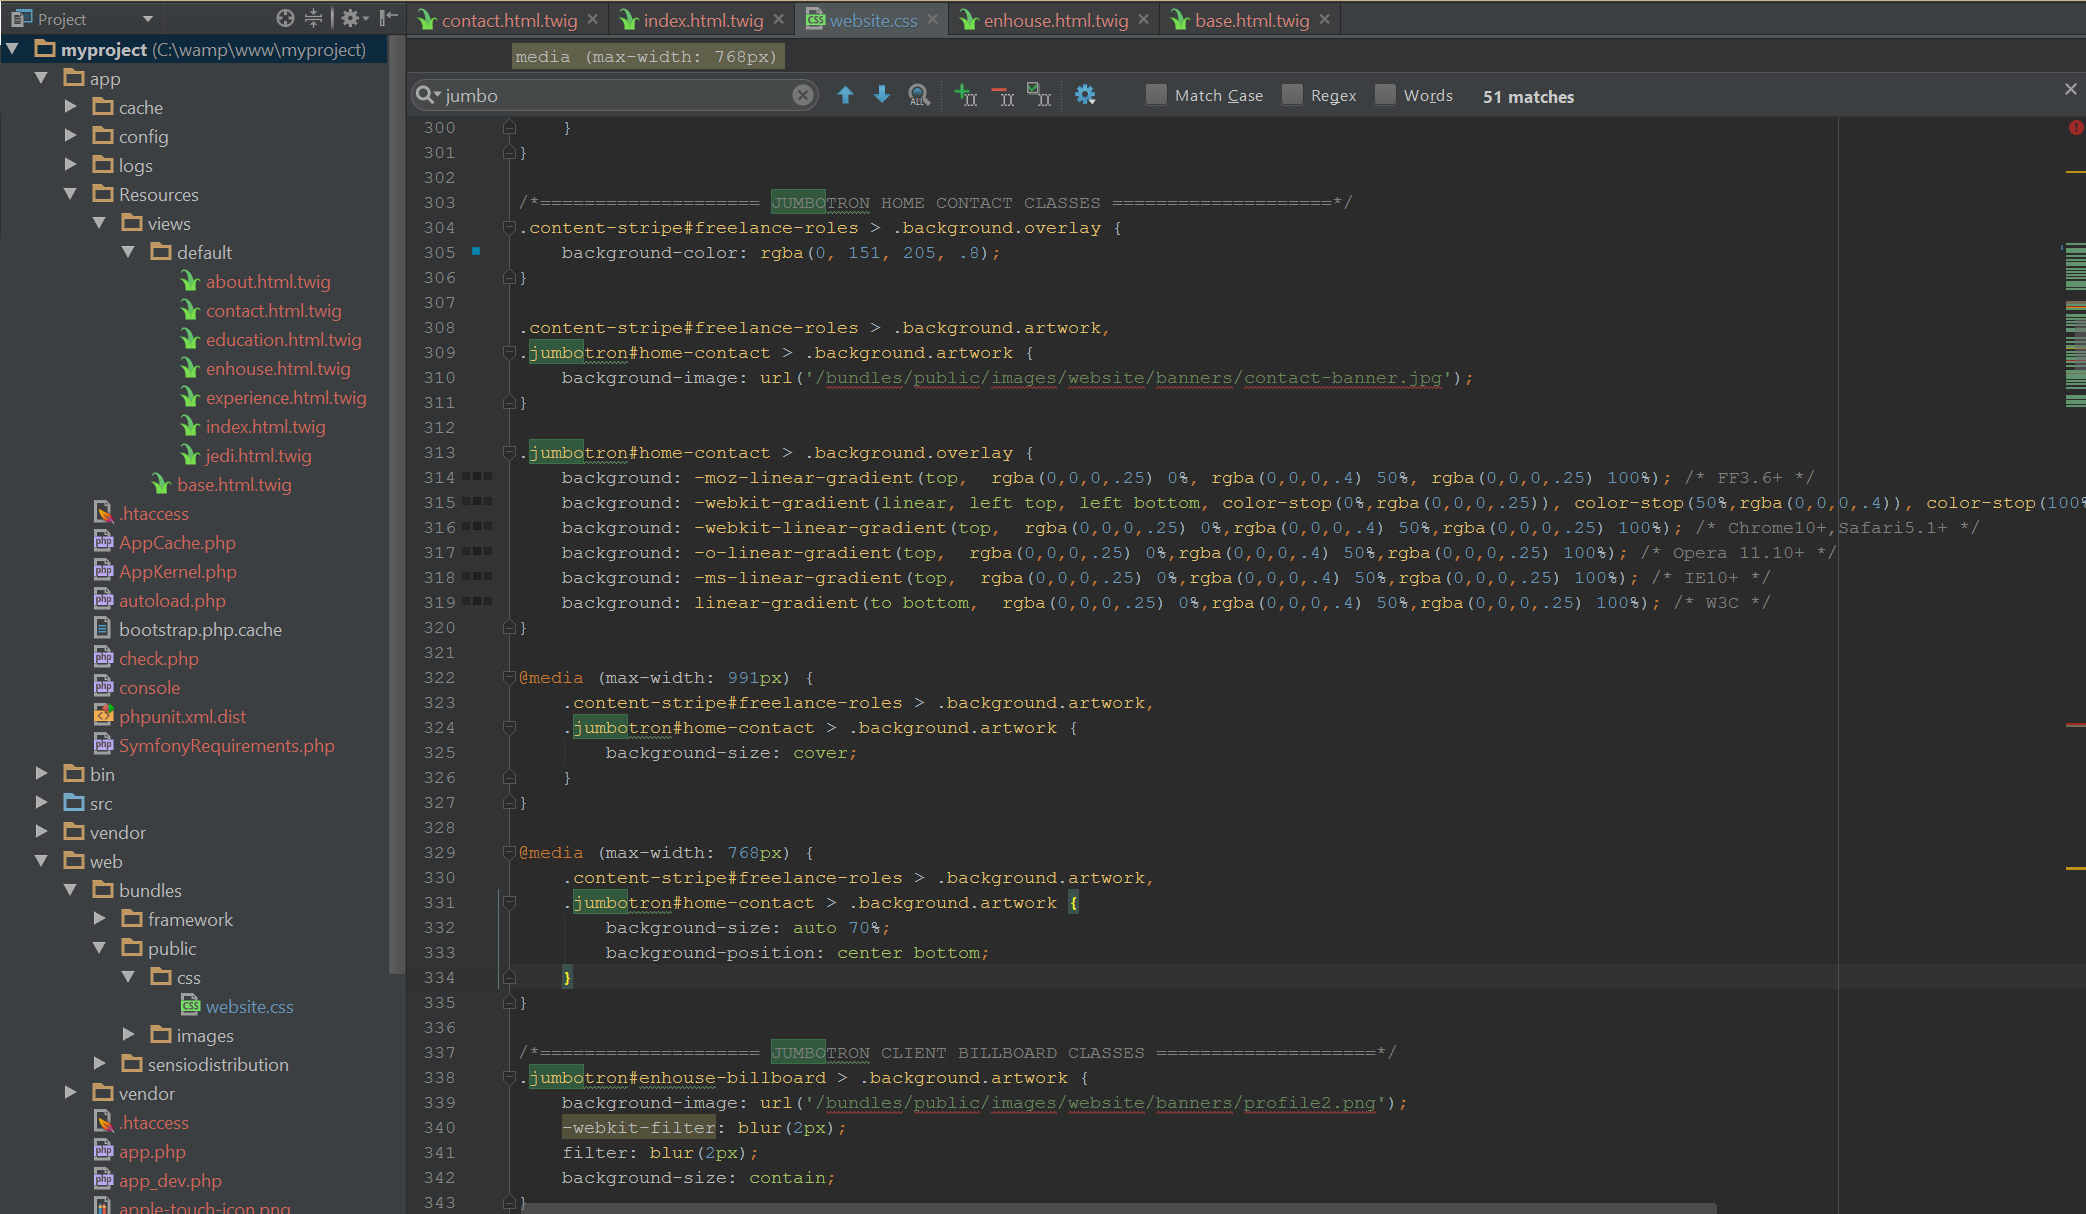 Project
contact.html.twig
index.html.twig
website.css
enhouse.html.twig
base.html.twig
myproject (C:\wamp\www\myproject)
app
cache
config
logs
Resources
views
default
about.html.twig
contact.html.twig
education.html.twig
enhouse.html.twig
experience.html.twig
index.html.twig
jedi.html.twig
base.html.twig
.htaccess
AppCache.php
AppKernel.php
autoload.php
bootstrap.php.cache
check.php
console
phpunit.xml.dist
SymfonyRequirements.php
bin
src
vendor
web
bundles
framework
public
css
website.css
images
sensiodistribution
vendor
.htaccess
app.php
app_dev.php
apple-touch-icon.png
media (max-width: 768px)
jumbo
ALL
Match Case
Regex
Words
51 matches
300 }
301 }
302
303 /*==================== JUMBOTRON HOME CONTACT CLASSES ====================*/
304 .content-stripe#freelance-roles > .background.overlay {
305 background-color: rgba(0, 151, 205, .8);
306 }
307
308 .content-stripe#freelance-roles > .background.artwork,
309 .jumbotron#home-contact > .background.artwork {
310 background-image: url('/bundles/public/images/website/banners/contact-banner.jpg');
311 }
312
313 .jumbotron#home-contact > .background.overlay {
314 background: -moz-linear-gradient(top,  rgba(0,0,0,.25) 0%, rgba(0,0,0,.4) 50%, rgba(0,0,0,.25) 100%); /* FF3.6+ */
315 background: -webkit-gradient(linear, left top, left bottom, color-stop(0%,rgba(0,0,0,.25)), color-stop(50%,rgba(0,0,0,.4)), color-stop(100%
316 background: -webkit-linear-gradient(top,  rgba(0,0,0,.25) 0%,rgba(0,0,0,.4) 50%,rgba(0,0,0,.25) 100%); /* Chrome10+,Safari5.1+ */
317 background: -o-linear-gradient(top,  rgba(0,0,0,.25) 0%,rgba(0,0,0,.4) 50%,rgba(0,0,0,.25) 100%); /* Opera 11.10+ */
318 background: -ms-linear-gradient(top,  rgba(0,0,0,.25) 0%,rgba(0,0,0,.4) 50%,rgba(0,0,0,.25) 100%); /* IE10+ */
319 background: linear-gradient(to bottom,  rgba(0,0,0,.25) 0%,rgba(0,0,0,.4) 50%,rgba(0,0,0,.25) 100%); /* W3C */
320 }
321
322 @media (max-width: 991px) {
323 .content-stripe#freelance-roles > .background.artwork,
324 .jumbotron#home-contact > .background.artwork {
325 background-size: cover;
326 }
327 }
328
329 @media (max-width: 768px) {
330 .content-stripe#freelance-roles > .background.artwork,
331 .jumbotron#home-contact > .background.artwork {
332 background-size: auto 70%;
333 background-position: center bottom;
334 }
335 }
336
337 /*==================== JUMBOTRON CLIENT BILLBOARD CLASSES ====================*/
338 .jumbotron#enhouse-billboard > .background.artwork {
339 background-image: url('/bundles/public/images/website/banners/profile2.png');
340 -webkit-filter: blur(2px);
341 filter: blur(2px);
342 background-size: contain;
343 }